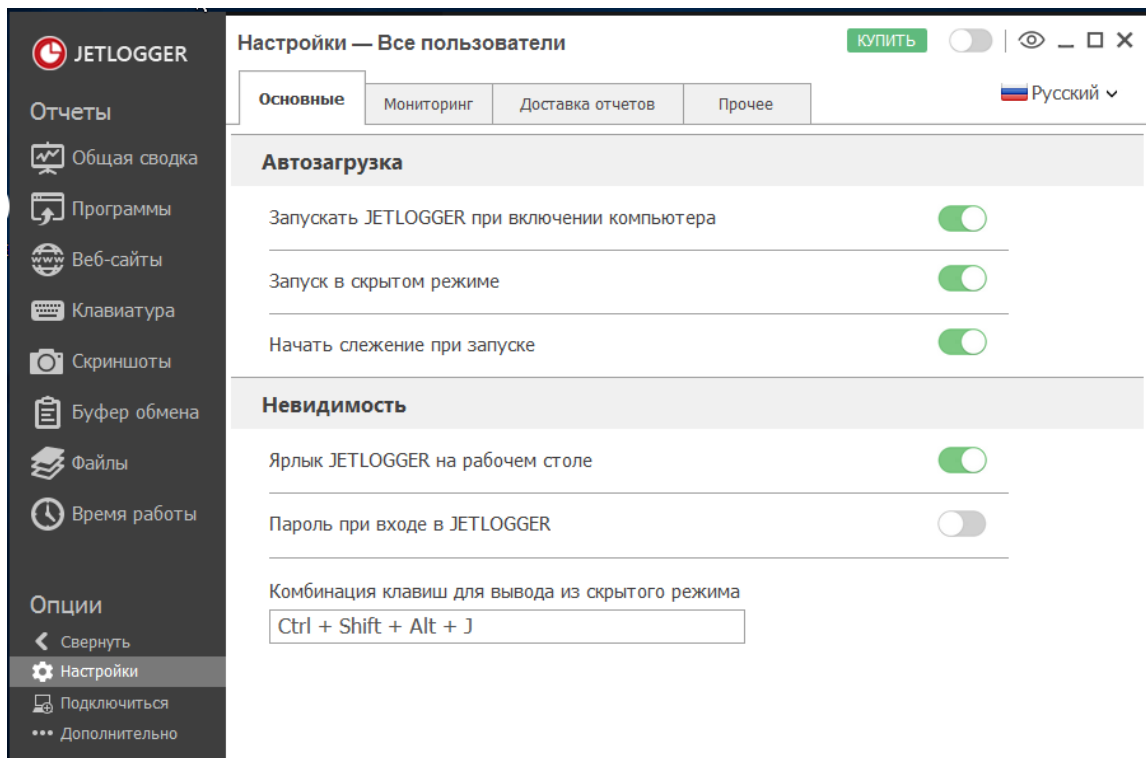 JETLOGGER
Настройки — Все пользователи
КУПИТЬ
Основные
Мониторинг
Доставка отчетов
Прочее
Русский
Отчеты
Общая сводка
Программы
Веб-сайты
www
Клавиатура
Скриншоты
Буфер обмена
Файлы
Время работы
Опции
Свернуть
Настройки
Подключиться
Дополнительно
Автозагрузка
Запускать JETLOGGER при включении компьютера
Запуск в скрытом режиме
Начать слежение при запуске
Невидимость
Ярлык JETLOGGER на рабочем столе
Пароль при входе в JETLOGGER
Комбинация клавиш для вывода из скрытого режима
Ctrl + Shift + Alt + J